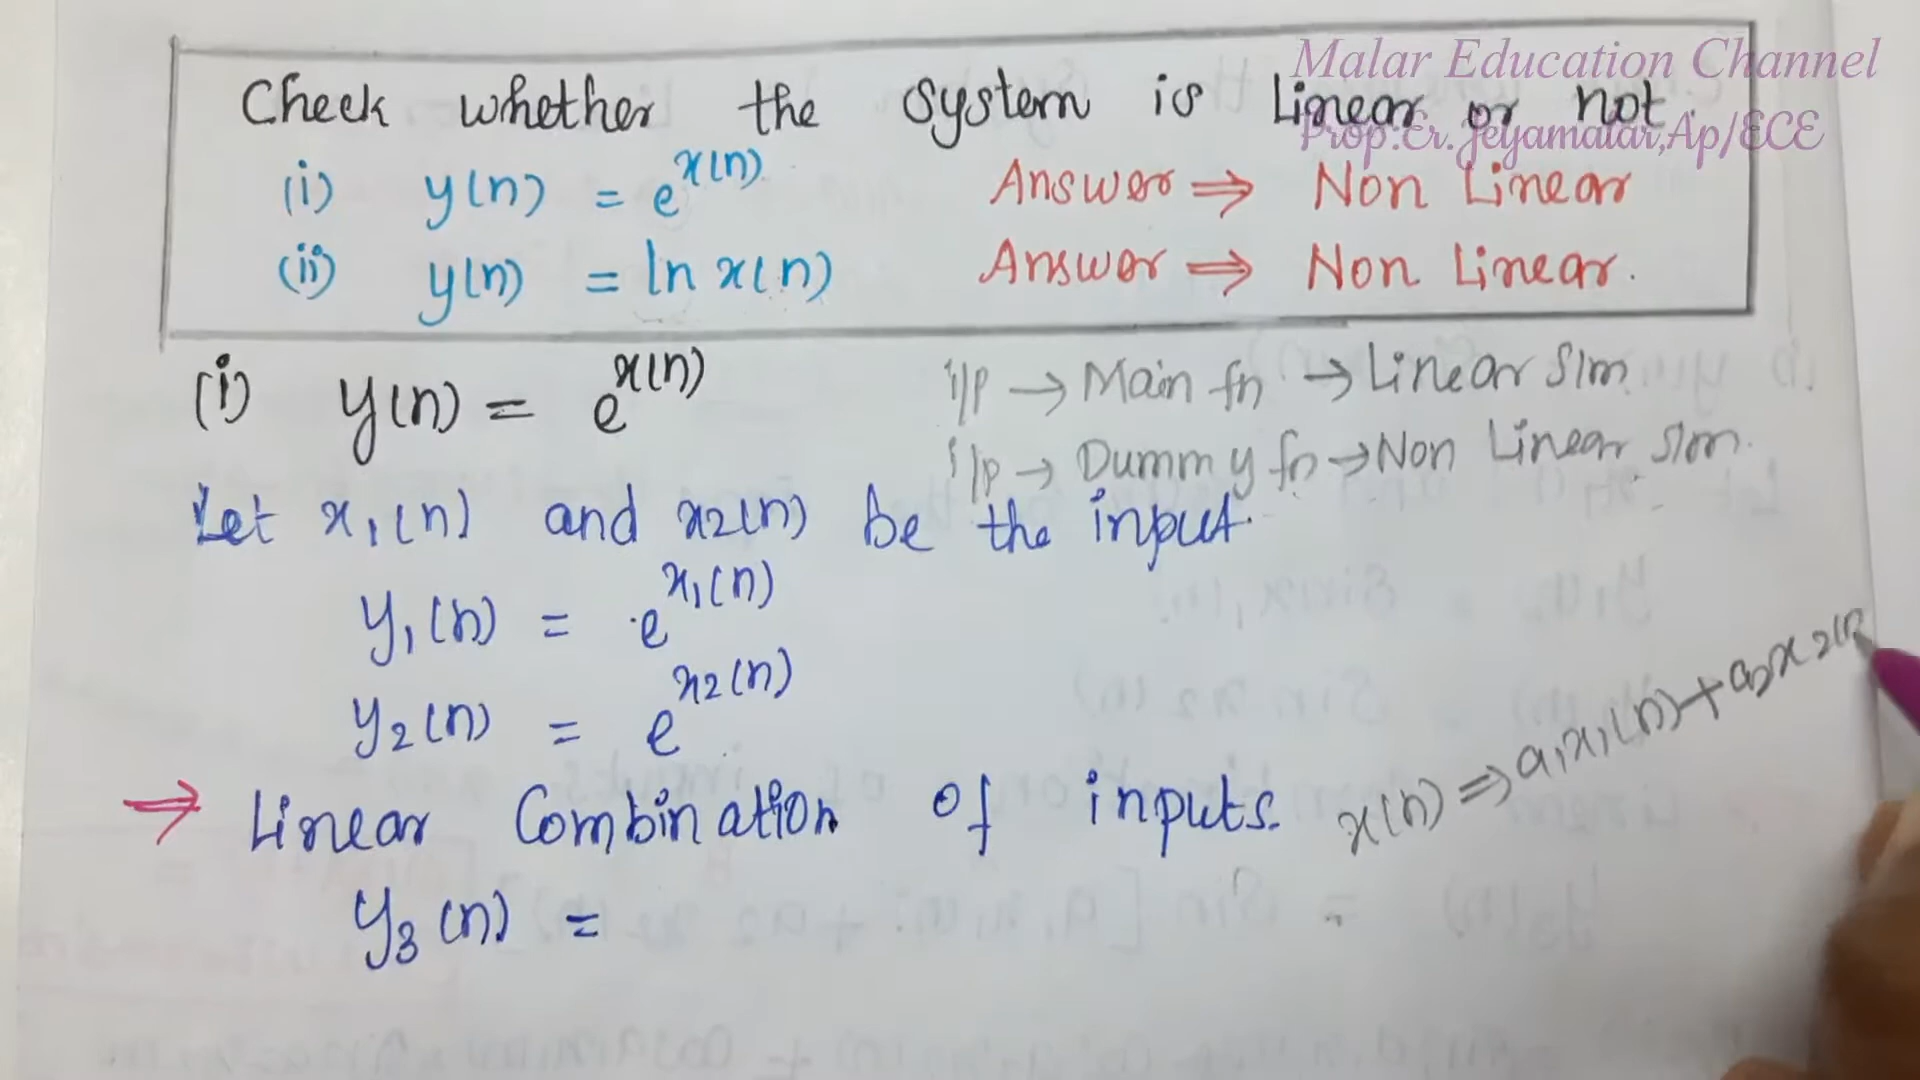 Malar Education Channel
Check whether the system is Linear or not.
Prop:Er. Jeyamalar,Ap/ECE
(i) y(n) = e^x(n) Answer ⇒ Non Linear
(ii) y(n) = ln x(n) Answer ⇒ Non Linear.
(i) y(n) = e^x(n)
i/p → Main fn → Linear s/m
i/p → Dummy fn → Non Linear s/m.
Let x1(n) and x2(n) be the input.
y1(n) = e^x1(n)
y2(n) = e^x2(n)
⇒ Linear Combination of inputs. x(n) ⇒ a1x1(n) + a2x2(n
y3(n) =